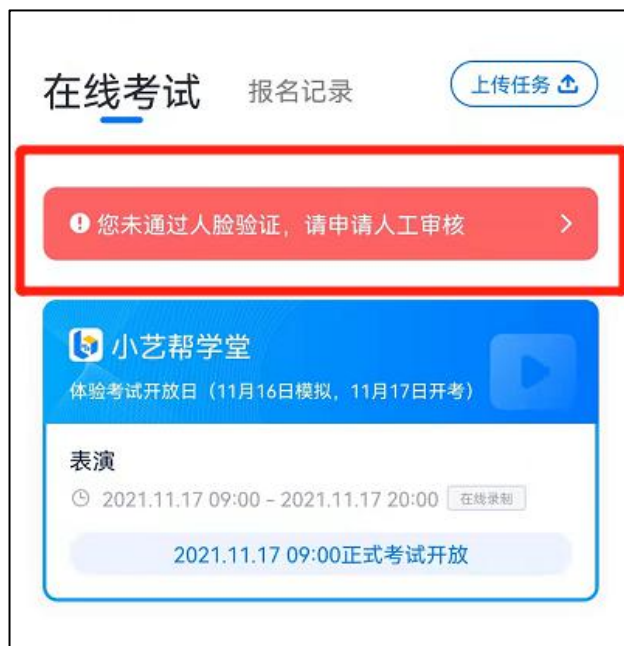 在线考试 报名记录 上传任务
您未通过人脸验证，请申请人工审核
小艺帮学堂
体验考试开放日（11月16日模拟，11月17日开考）
表演
2021.11.17 09:00 - 2021.11.17 20:00 在线录制
2021.11.17 09:00正式考试开放